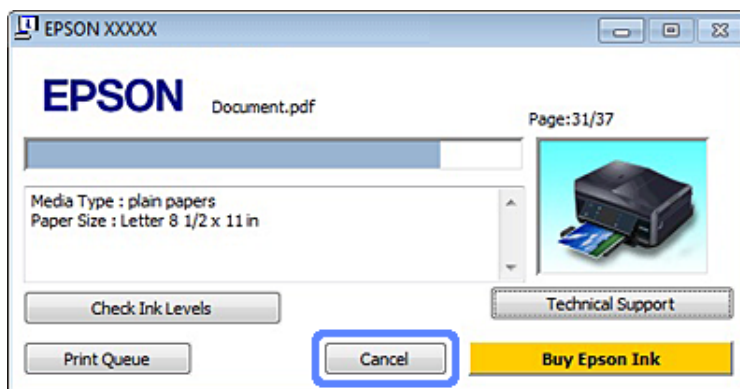 EPSON XXXXX
EPSON Document.pdf
Page:31/37
Media Type : plain papers
Paper Size : Letter 8 1/2 x 11 in
Check Ink Levels
Technical Support
Print Queue
Cancel
Buy Epson Ink